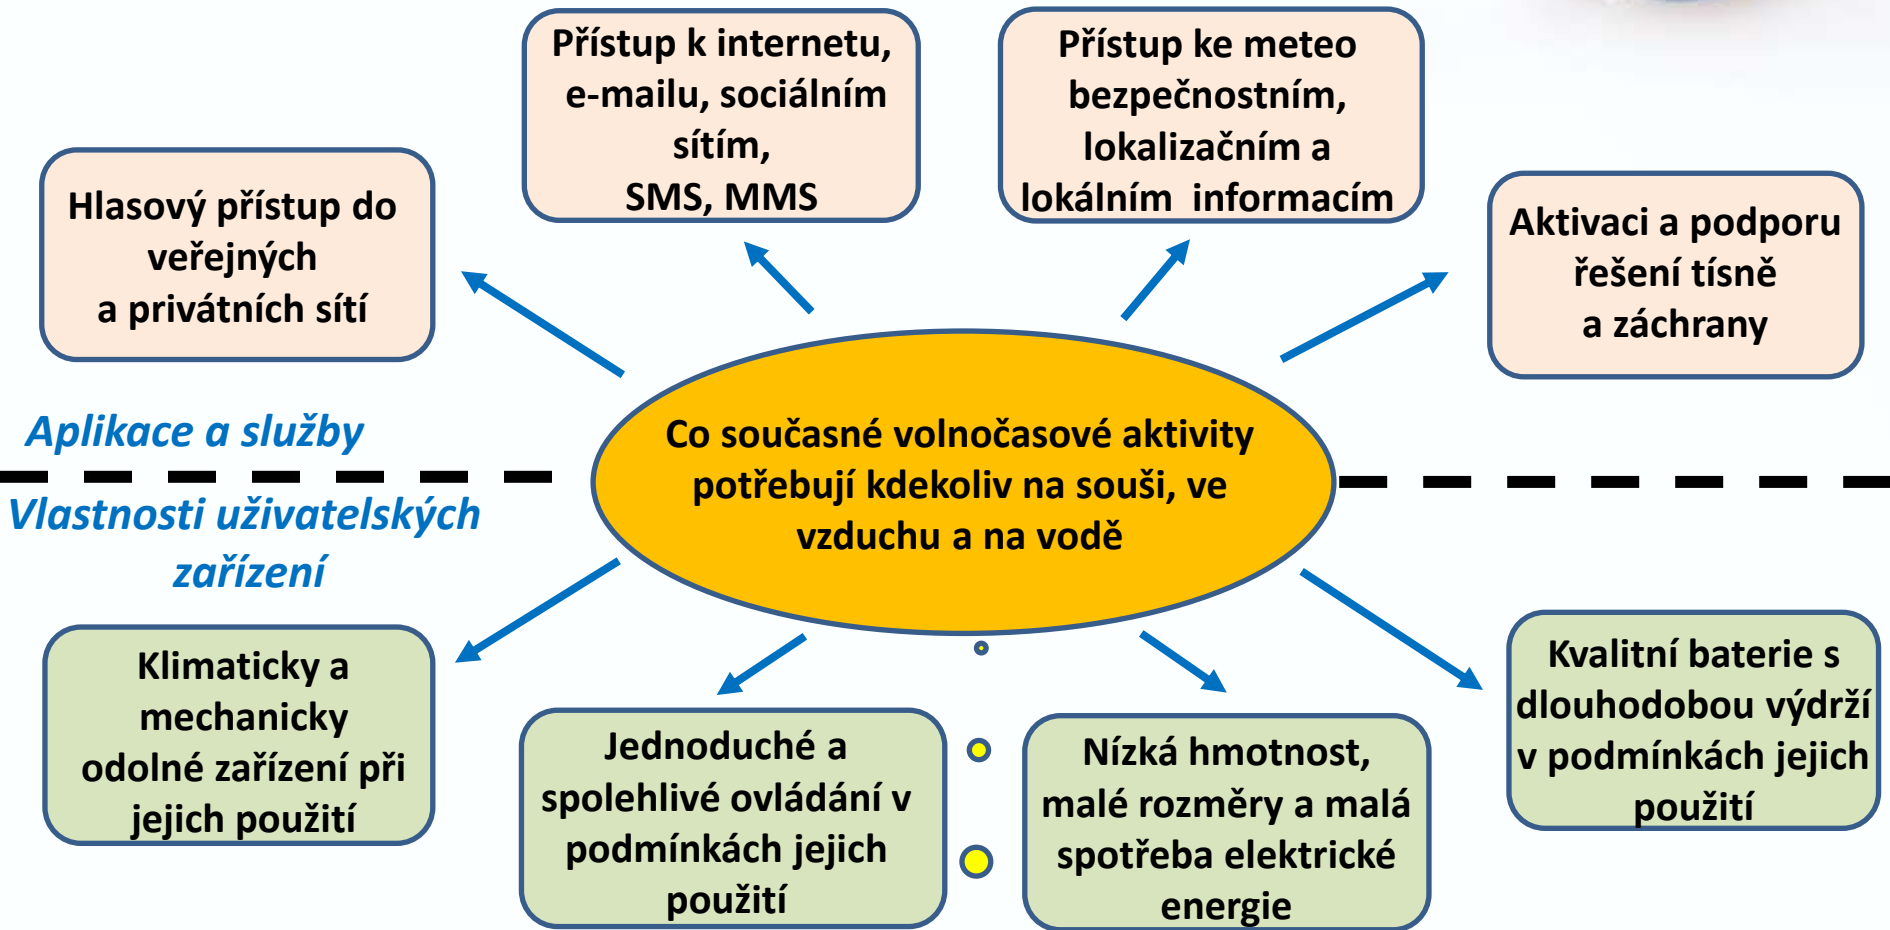 Přístup k internetu,
e-mailu, sociálním
sítím,
SMS, MMS
Přístup ke meteo
bezpečnostním,
lokalizačním a
lokálním informacím
Hlasový přístup do
veřejných
a privátních sítí
Aktivaci a podporu
řešení tísně
a záchrany
Aplikace a služby
Co současné volnočasové aktivity
potřebují kdekoliv na souši, ve
vzduchu a na vodě
Vlastnosti uživatelských
zařízení
Klimaticky a
mechanicky
odolné zařízení při
jejich použití
Jednoduché a
spolehlivé ovládání v
podmínkách jejich
použití
Nízká hmotnost,
malé rozměry a malá
spotřeba elektrické
energie
Kvalitní baterie s
dlouhodobou výdrží
v podmínkách jejich
použití